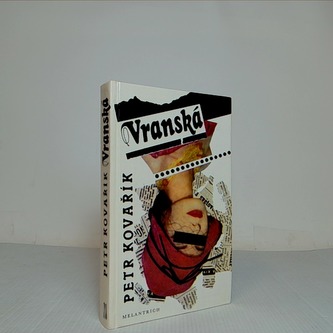 Vranská
PETR KOVAŘÍK
MELANTRICH
PETR KOVAŘÍK Vranská